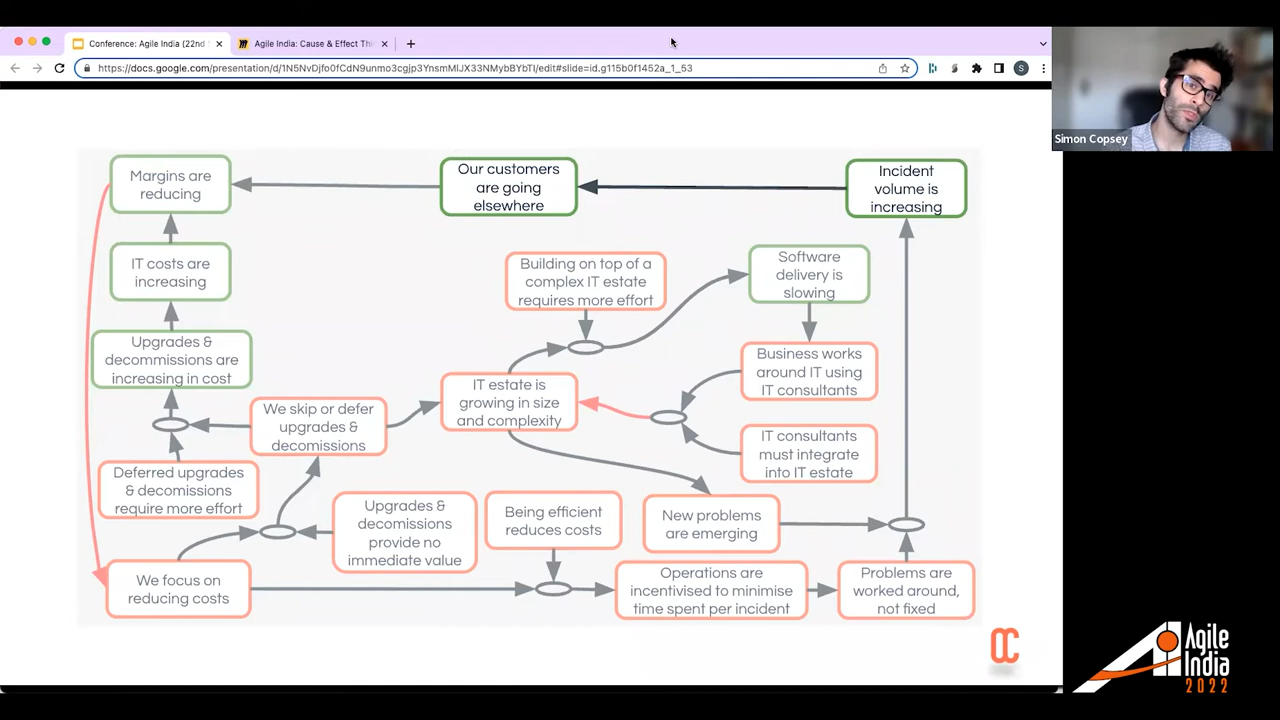 Conference: Agile India (22nd
Agile India: Cause & Effect Thi
https://docs.google.com/presentation/d/1N5NvDjfo0fCdN9unmo3cgjp3YnsmMlJX33NMybBYbTI/edit#slide=id.g115b0f1452a_1_53
S
Simon Copsey
Margins are
reducing
Our customers
are going
elsewhere
Incident
volume is
increasing
IT costs are
increasing
Building on top of a
complex IT estate
requires more effort
Software
delivery is
slowing
Upgrades &
decommissions are
increasing in cost
Business works
around IT using
IT consultants
IT estate is
growing in size
and complexity
We skip or defer
upgrades &
decomissions
IT consultants
must integrate
into IT estate
Deferred upgrades
& decomissions
require more effort
Upgrades &
decomissions
provide no
immediate value
Being efficient
reduces costs
New problems
are emerging
We focus on
reducing costs
Operations are
incentivised to minimise
time spent per incident
Problems are
worked around,
not fixed
OC
Agile
India
2022